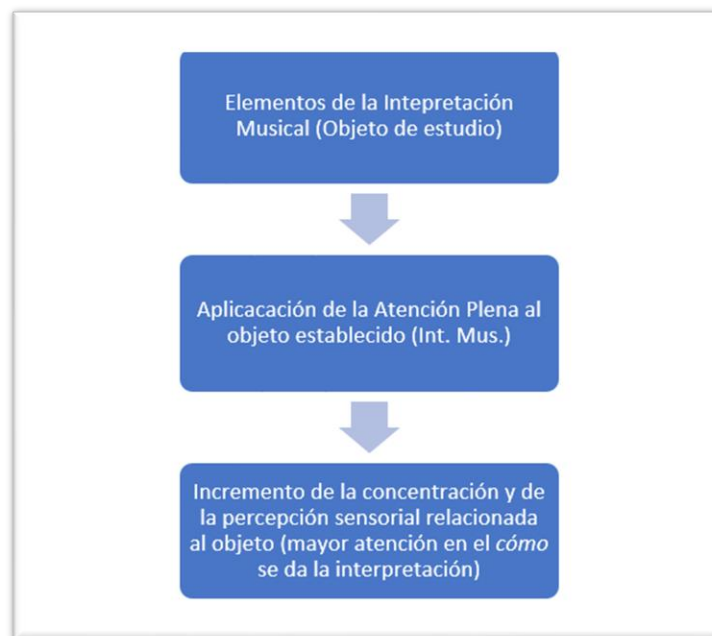 Elementos de la Intepretación
Musical (Objeto de estudio)
Aplicacación de la Atención Plena al
objeto establecido (Int. Mus.)
Incremento de la concentración y de
la percepción sensorial relacionada
al objeto (mayor atención en el cómo
se da la interpretación)